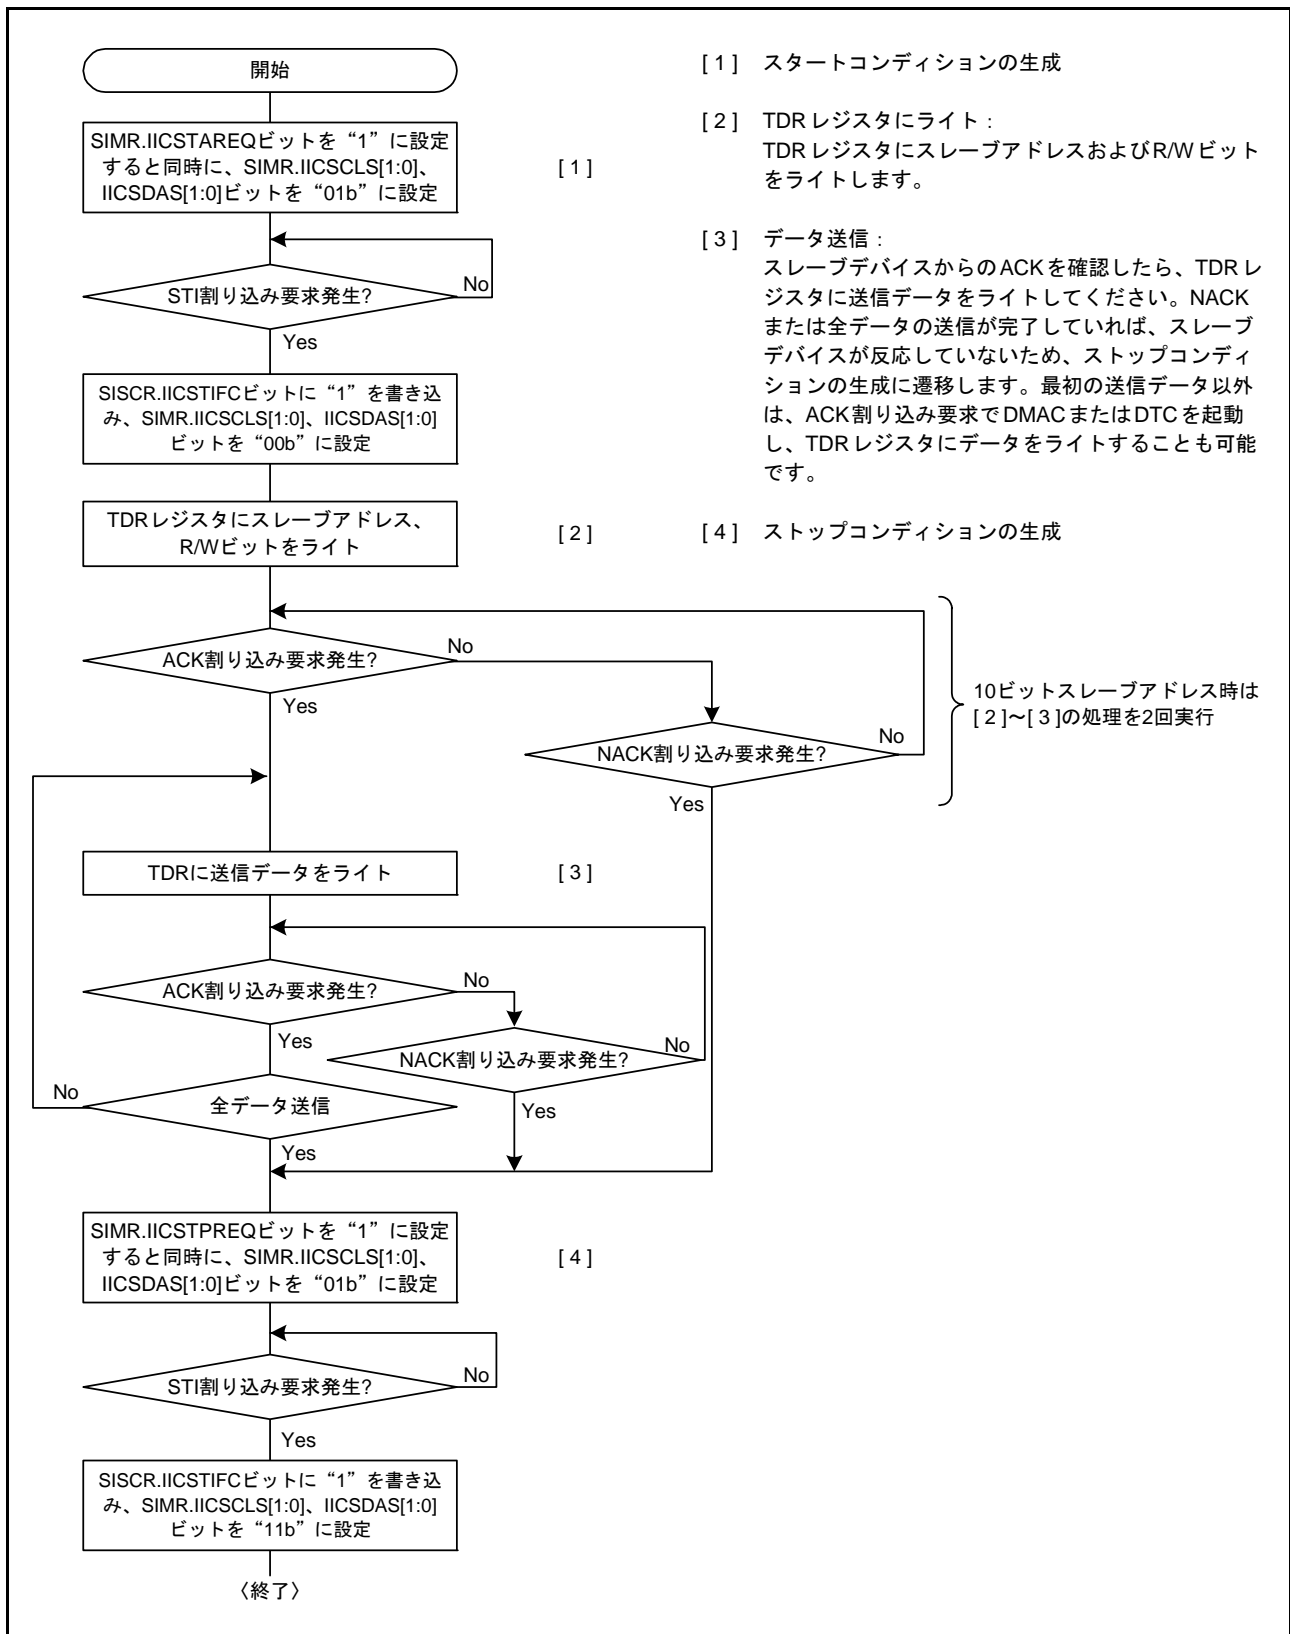 開始
SIMR.IICSTAREQビットを“1”に設定
すると同時に、SIMR.IICSCLS[1:0]、
IICSDAS[1:0]ビットを“01b”に設定
[ 1 ]
STI割り込み要求発生?
No
Yes
SISCR.IICSTIFCビットに“1”を書き込
み、SIMR.IICSCLS[1:0]、IICSDAS[1:0]
ビットを“00b”に設定
TDRレジスタにスレーブアドレス、
R/Wビットをライト
[ 2 ]
ACK割り込み要求発生?
No
Yes
NACK割り込み要求発生?
No
Yes
TDRに送信データをライト
[ 3 ]
ACK割り込み要求発生?
No
Yes
NACK割り込み要求発生?
No
Yes
全データ送信
No
Yes
SIMR.IICSTPREQビットを“1”に設定
すると同時に、SIMR.IICSCLS[1:0]、
IICSDAS[1:0]ビットを“01b”に設定
[ 4 ]
STI割り込み要求発生?
No
Yes
SISCR.IICSTIFCビットに“1”を書き込
み、SIMR.IICSCLS[1:0]、IICSDAS[1:0]
ビットを“11b”に設定
〈終了〉
[ 1 ] スタートコンディションの生成
[ 2 ] TDRレジスタにライト:
TDRレジスタにスレーブアドレスおよびR/Wビット
をライトします。
[ 3 ] データ送信:
スレーブデバイスからのACKを確認したら、TDRレ
ジスタに送信データをライトしてください。NACK
または全データの送信が完了していれば、スレーブ
デバイスが反応していないため、ストップコンディ
ションの生成に遷移します。最初の送信データ以外
は、ACK割り込み要求でDMACまたはDTCを起動
し、TDRレジスタにデータをライトすることも可能
です。
[ 4 ] ストップコンディションの生成
10ビットスレーブアドレス時は
[ 2 ]～[ 3 ]の処理を2回実行